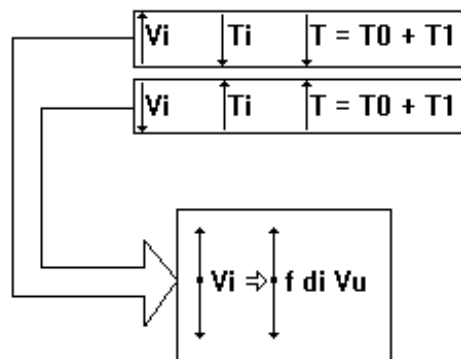 Vi Ti T = T0 + T1
Vi Ti T = T0 + T1
Vi ⇨ f di Vu